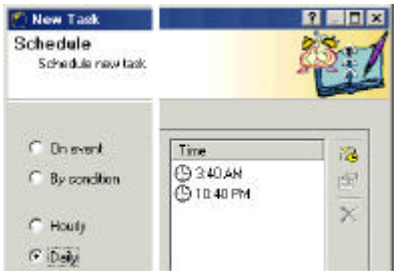 New Task
Schedule
Schedule new task
On event
By condition
Hourly
Daily
Time
3:40 AM
10:40 PM